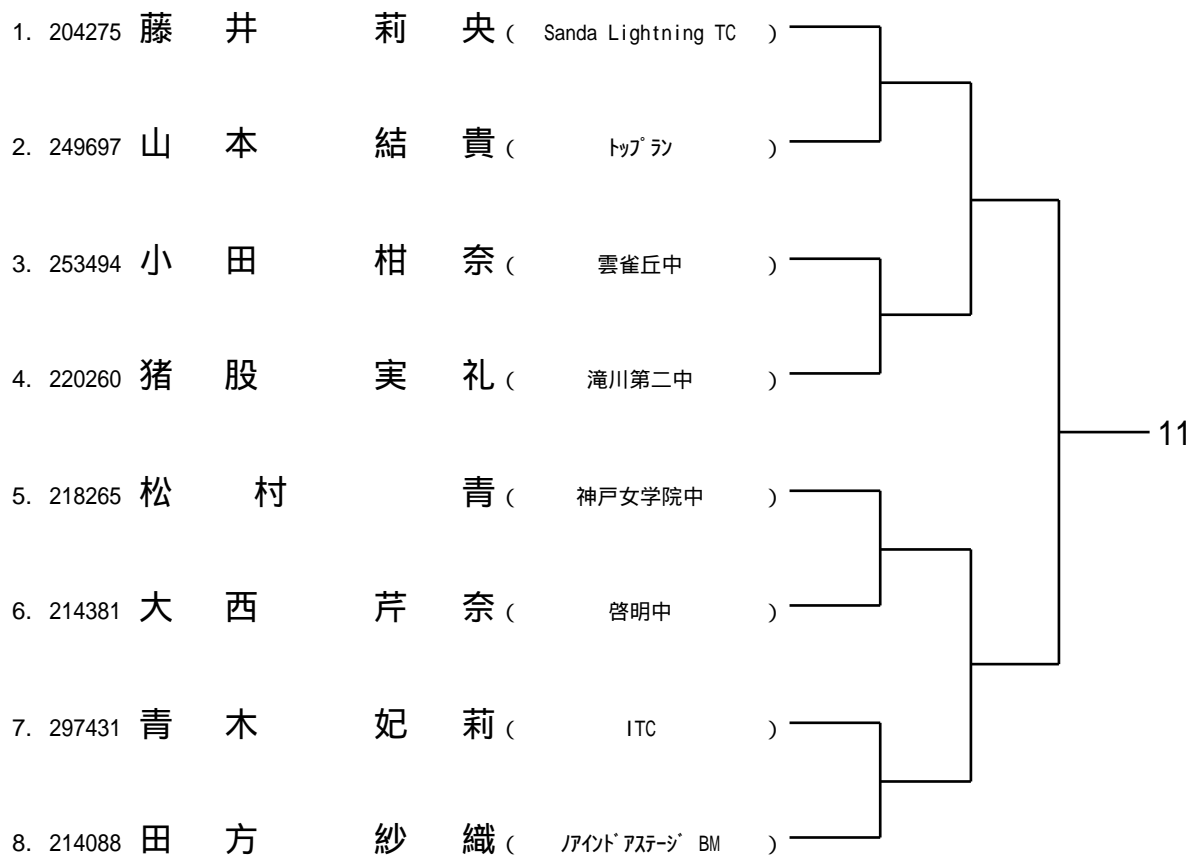 1. 204275 藤 井 莉 央 ( Sanda Lightning TC )
2. 249697 山 本 結 貴 ( ﾄｯﾌﾟﾗﾝ )
3. 253494 小 田 柑 奈 ( 雲雀丘中 )
4. 220260 猪 股 実 礼 ( 滝川第二中 )
11
5. 218265 松 村 青 ( 神戸女学院中 )
6. 214381 大 西 芹 奈 ( 啓明中 )
7. 297431 青 木 妃 莉 ( ITC )
8. 214088 田 方 紗 織 ( ﾉｱｲﾝﾄﾞｱｽﾃｰｼﾞ BM )